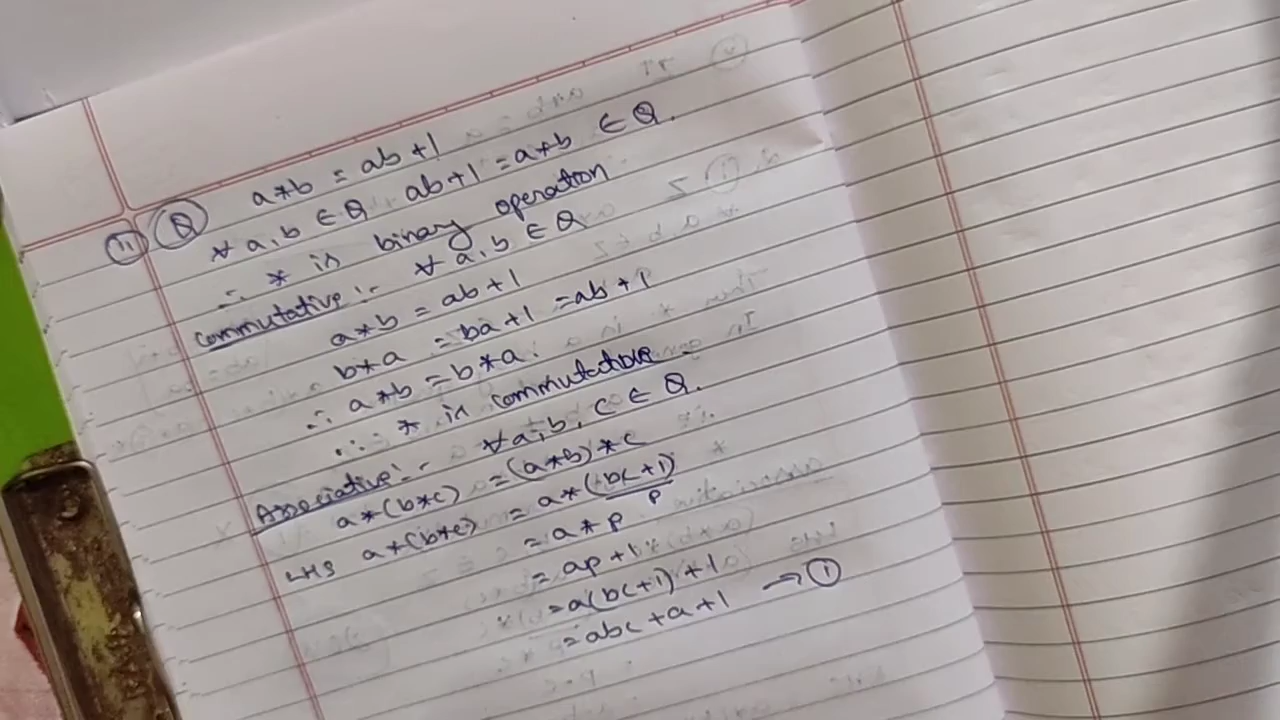 ii Q a * b = ab + 1
∀ a, b ∈ Q ab + 1 = a * b ∈ Q.
∴ * is binary operation
Commutative :- ∀ a, b ∈ Q
a * b = ab + 1
b * a = ba + 1 = ab + 1
∴ a * b = b * a.
∴ * is commutative.
Associative :- ∀ a, b, c ∈ Q.
a * (b * c) = (a * b) * c
LHS a * (b * c) = a * (bc + 1)
P
= a * P
= aP + 1
= a(bc + 1) + 1
= abc + a + 1 → ①